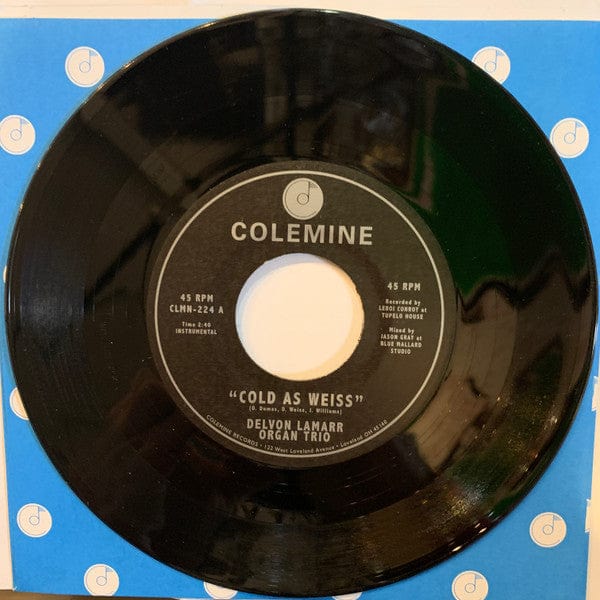 COLEMINE
45 RPM
CLMN-224 A
Time 2:40
INSTRUMENTAL
45 RPM
Recorded by
LEROI CONROY at
TUPELO HOUSE
Mixed by
JASON GRAY at
BLUE MALLARD
STUDIO
"COLD AS WEISS"
(D. Dumas, D. Weiss, J. Williams)
DELVON LAMARR
ORGAN TRIO
COLEMINE RECORDS • 122 West Loveland Avenue • Loveland OH 45140